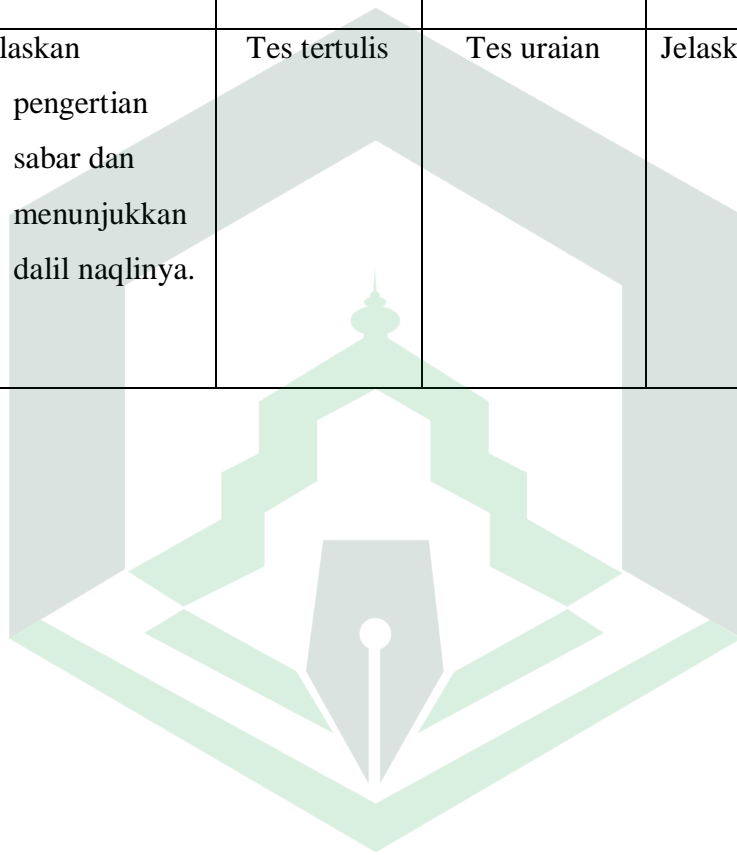 laskan Tes tertulis Tes uraian Jelask
pengertian
sabar dan
menunjukkan
dalil naqlinya.